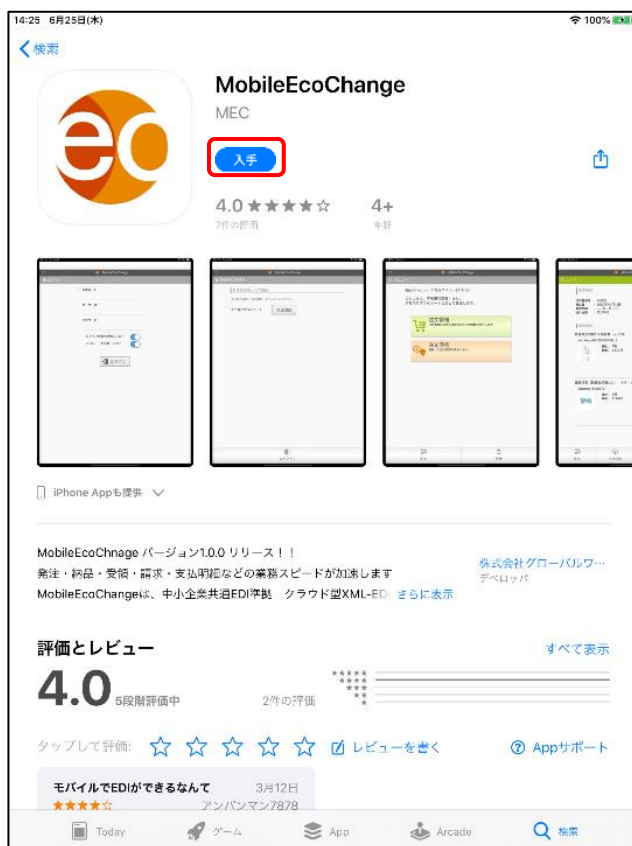 14:25 6月25日(木)
100%
検索
eo
MobileEcoChange
MEC
入手
4.0 ★★★★☆ 4+
2件の評価 年齢
iPhone Appも提供
MobileEcoChnage バージョン1.0.0 リリース！！
発注・納品・受領・請求・支払明細などの業務スピードが加速します
MobileEcoChangeは、中小企業共通EDI準拠 クラウド型XML-ED さらに表示
株式会社グローバルワ…
デベロッパ
評価とレビュー
すべて表示
4.0 5段階評価中
2件の評価
タップして評価:
レビューを書く
Appサポート
モバイルでEDIができるなんて 3月12日
★★★★☆ アンパンマン7878
Today ゲーム App Arcade 検索